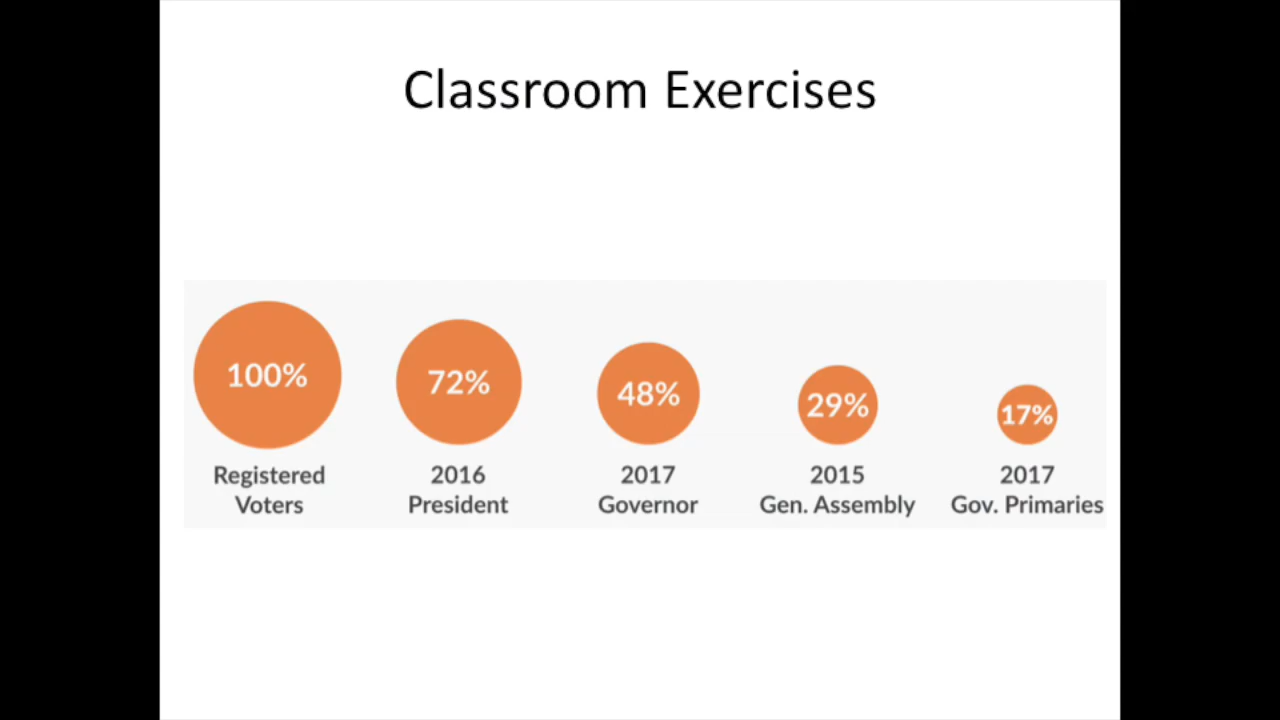 Classroom Exercises
100%
72%
48%
29%
17%
Registered
Voters
2016
President
2017
Governor
2015
Gen. Assembly
2017
Gov. Primaries